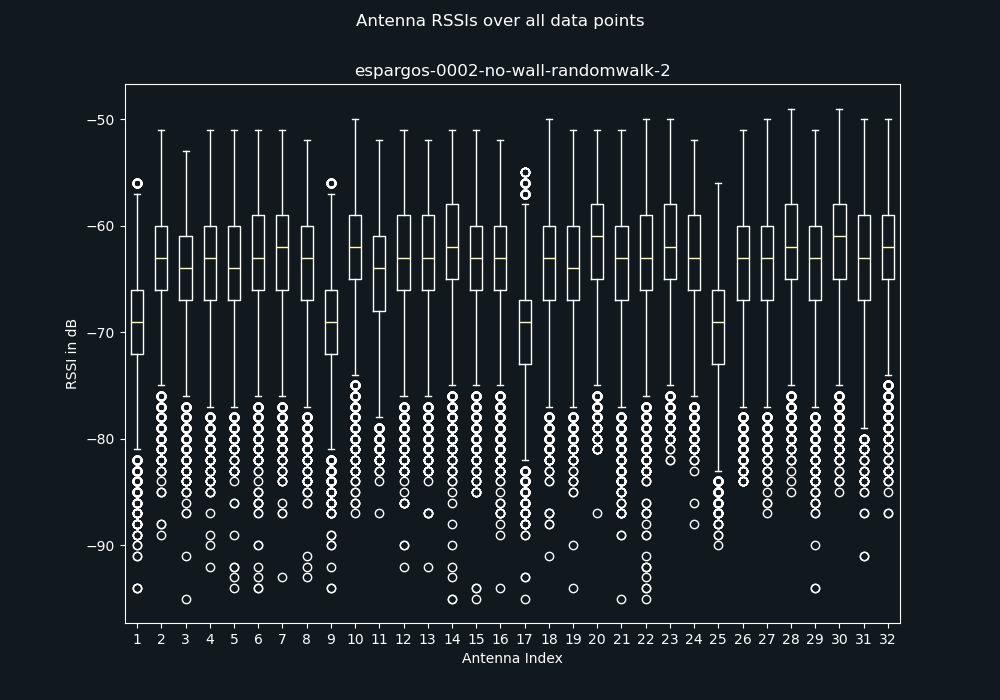 Antenna RSSIs over all data points
espargos-0002-no-wall-randomwalk-2
−50
−60
−70
−80
−90
RSSI in dB
1 2 3 4 5 6 7 8 9 10 11 12 13 14 15 16 17 18 19 20 21 22 23 24 25 26 27 28 29 30 31 32
Antenna Index